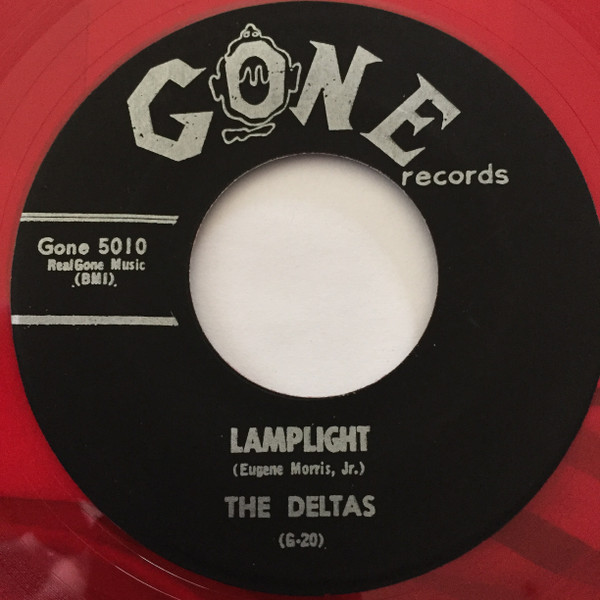 GONE
records
Gone 5010
RealGone Music
(BMI)
LAMPLIGHT
(Eugene Morris, Jr.)
THE DELTAS
(G-20)